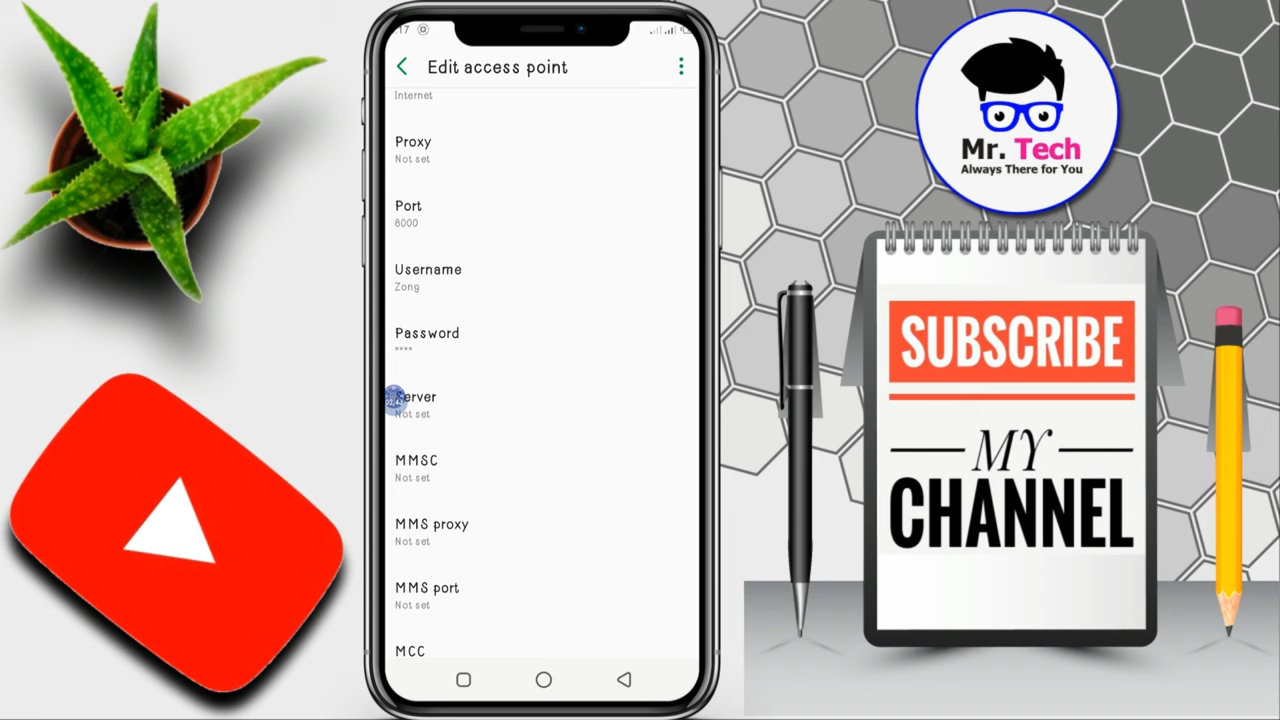 :17
Edit access point
Internet
Proxy
Not set
Port
8000
Username
Zong
Password
****
Server
Not set
MMSC
Not set
MMS proxy
Not set
MMS port
Not set
MCC
Mr. Tech
Always There for You
SUBSCRIBE
MY
CHANNEL